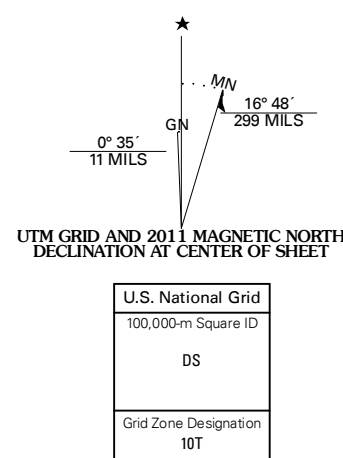 ★
MN
16° 48´
299 MILS
GN
0° 35´
11 MILS
UTM GRID AND 2011 MAGNETIC NORTH
DECLINATION AT CENTER OF SHEET
U.S. National Grid
100,000-m Square ID
DS
Grid Zone Designation
10T